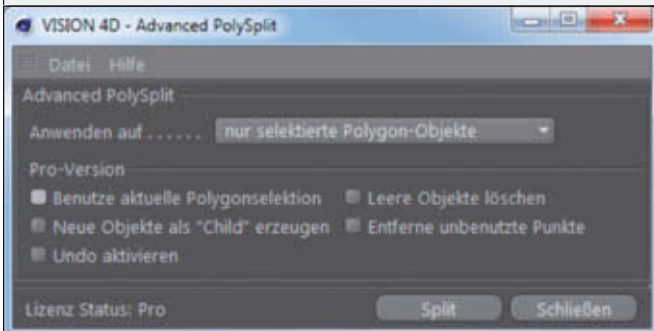 VISION 4D - Advanced PolySplit
Datei Hilfe
Advanced PolySplit
Anwenden auf . . . . . . nur selektierte Polygon-Objekte
Pro-Version
Benutze aktuelle Polygonselektion Leere Objekte löschen
Neue Objekte als "Child" erzeugen Entferne unbenutzte Punkte
Undo aktivieren
Lizenz Status: Pro Split Schließen